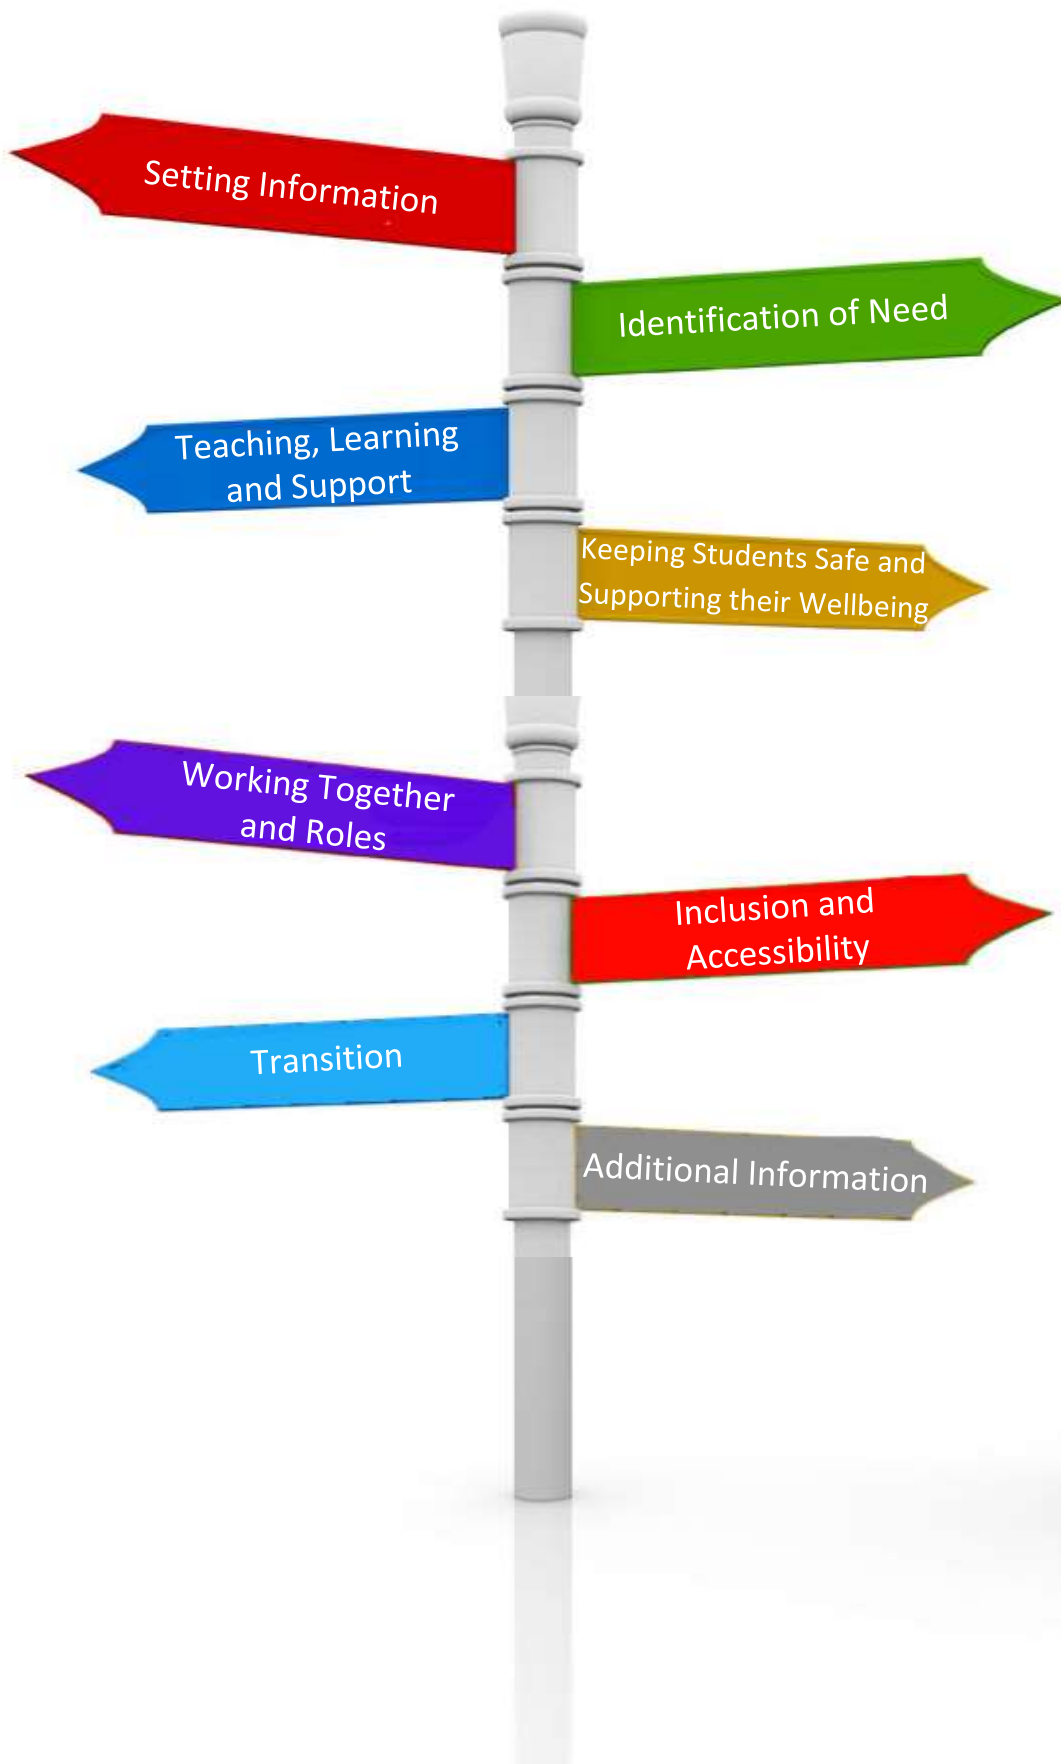 Setting Information
Identification of Need
Teaching, Learning
and Support
Keeping Students Safe and
Supporting their Wellbeing
Working Together
and Roles
Inclusion and
Accessibility
Transition
Additional Information